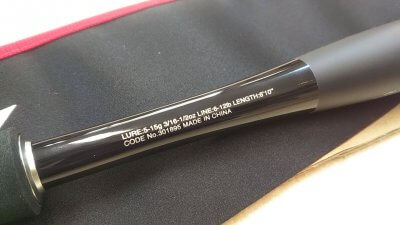 LURE:5-15g 3/16-1/2oz LINE:6-12lb LENGTH:6'10"
CODE No.301895 MADE IN CHINA